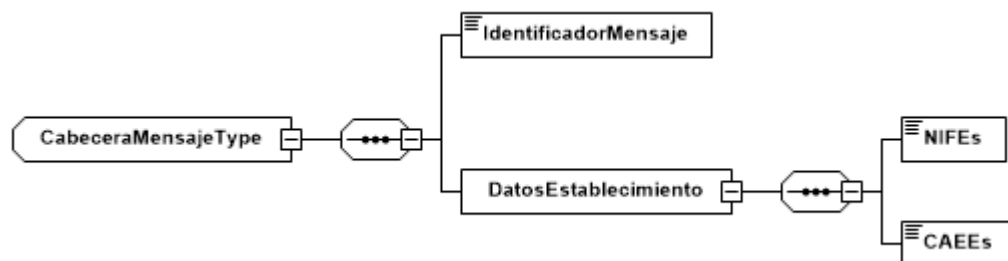 IdentificadorMensaje
CabeceraMensajeType
NIFEs
DatosEstablecimiento
CAEEs